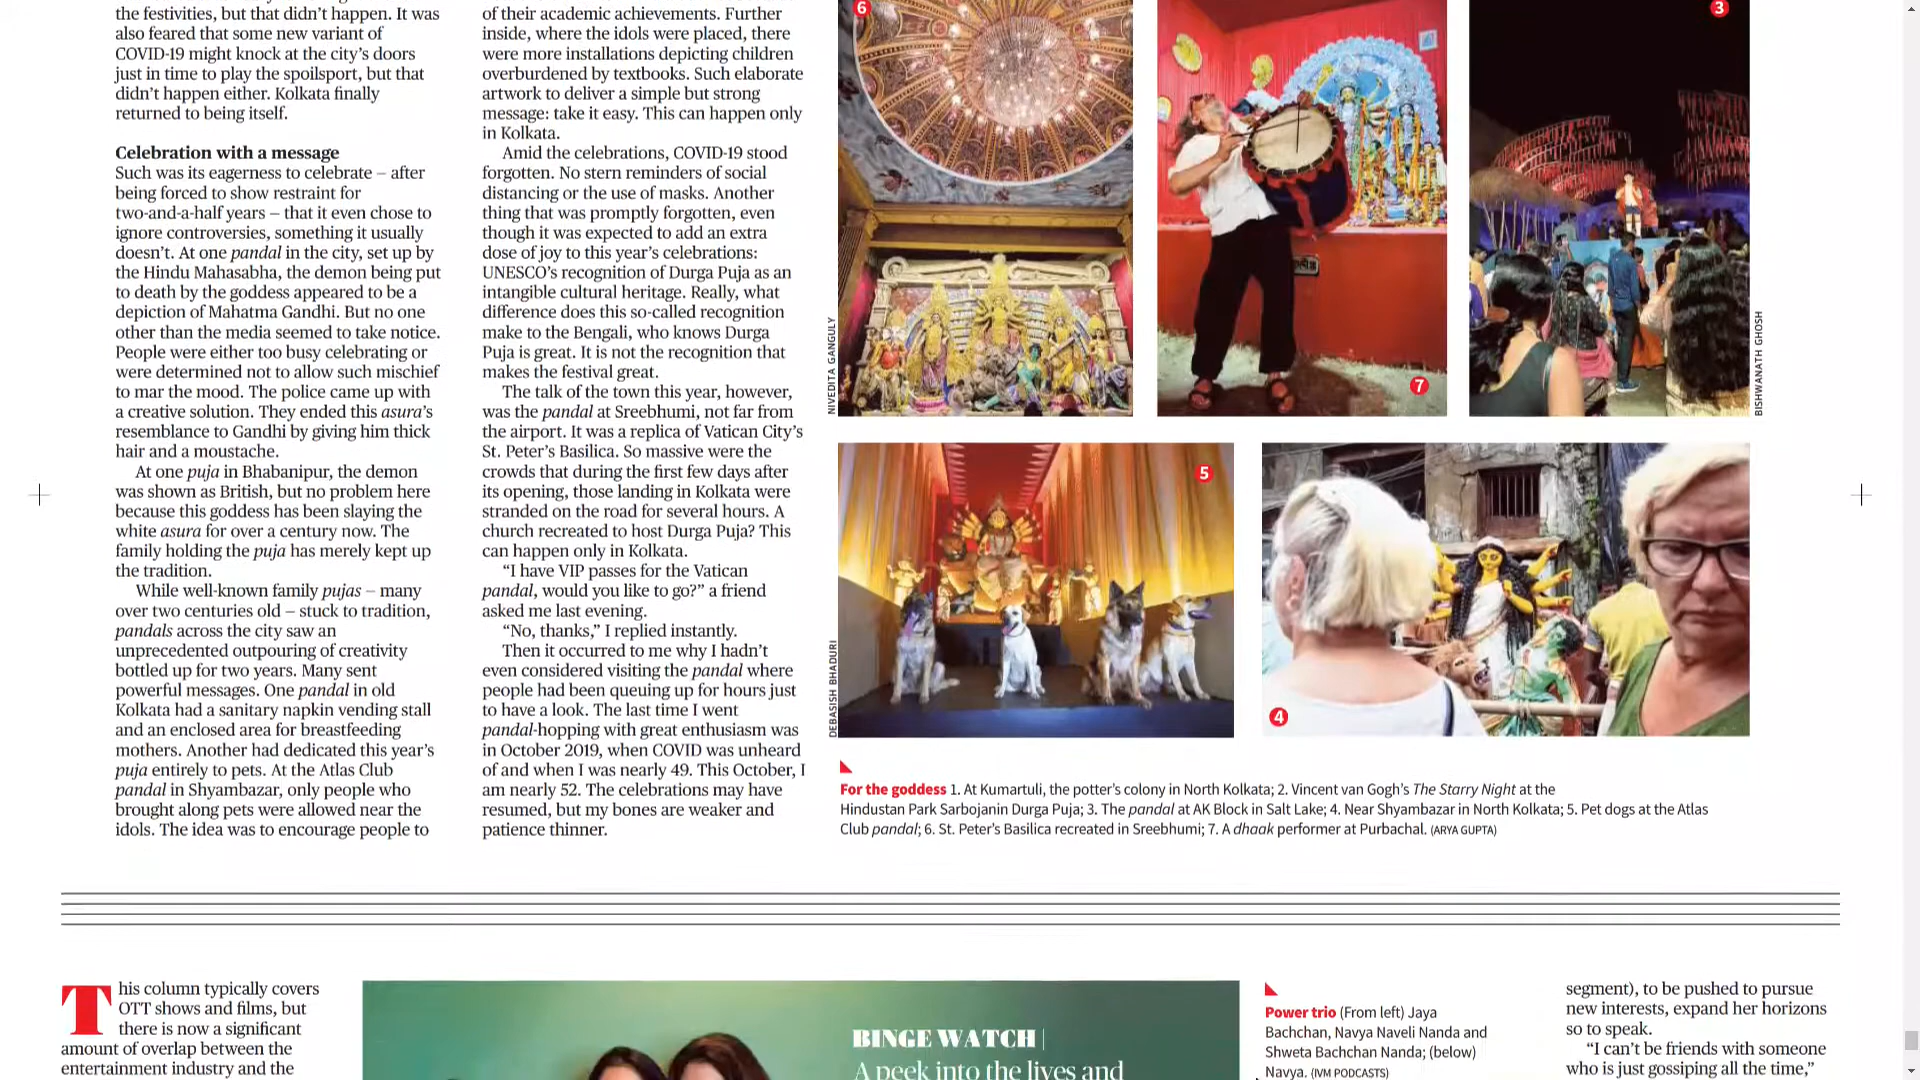 the festivities, but that didn't happen. It was
also feared that some new variant of
COVID-19 might knock at the city's doors
just in time to play the spoilsport, but that
didn't happen either. Kolkata finally
returned to being itself.
Celebration with a message
Such was its eagerness to celebrate – after
being forced to show restraint for
two-and-a-half years – that it even chose to
ignore controversies, something it usually
doesn't. At one pandal in the city, set up by
the Hindu Mahasabha, the demon being put
to death by the goddess appeared to be a
depiction of Mahatma Gandhi. But no one
other than the media seemed to take notice.
People were either too busy celebrating or
were determined not to allow such mischief
to mar the mood. The police came up with
a creative solution. They ended this asura's
resemblance to Gandhi by giving him thick
hair and a moustache.
At one puja in Bhabanipur, the demon
was shown as British, but no problem here
because this goddess has been slaying the
white asura for over a century now. The
family holding the puja has merely kept up
the tradition.
While well-known family pujas – many
over two centuries old – stuck to tradition,
pandals across the city saw an
unprecedented outpouring of creativity
bottled up for two years. Many sent
powerful messages. One pandal in old
Kolkata had a sanitary napkin vending stall
and an enclosed area for breastfeeding
mothers. Another had dedicated this year's
puja entirely to pets. At the Atlas Club
pandal in Shyambazar, only people who
brought along pets were allowed near the
idols. The idea was to encourage people to
of their academic achievements. Further
inside, where the idols were placed, there
were more installations depicting children
overburdened by textbooks. Such elaborate
artwork to deliver a simple but strong
message: take it easy. This can happen only
in Kolkata.
Amid the celebrations, COVID-19 stood
forgotten. No stern reminders of social
distancing or the use of masks. Another
thing that was promptly forgotten, even
though it was expected to add an extra
dose of joy to this year's celebrations:
UNESCO's recognition of Durga Puja as an
intangible cultural heritage. Really, what
difference does this so-called recognition
make to the Bengali, who knows Durga
Puja is great. It is not the recognition that
makes the festival great.
The talk of the town this year, however,
was the pandal at Sreebhumi, not far from
the airport. It was a replica of Vatican City's
St. Peter's Basilica. So massive were the
crowds that during the first few days after
its opening, those landing in Kolkata were
stranded on the road for several hours. A
church recreated to host Durga Puja? This
can happen only in Kolkata.
“I have VIP passes for the Vatican
pandal, would you like to go?” a friend
asked me last evening.
“No, thanks,” I replied instantly.
Then it occurred to me why I hadn't
even considered visiting the pandal where
people had been queuing up for hours just
to have a look. The last time I went
pandal-hopping with great enthusiasm was
in October 2019, when COVID was unheard
of and when I was nearly 49. This October, I
am nearly 52. The celebrations may have
resumed, but my bones are weaker and
patience thinner.
6
NIVEDITA GANGULY
7
3
BISHWANATH GHOSH
5
DEBASISH BHADURI
4
For the goddess 1. At Kumartuli, the potter's colony in North Kolkata; 2. Vincent van Gogh's The Starry Night at the
Hindustan Park Sarbojanin Durga Puja; 3. The pandal at AK Block in Salt Lake; 4. Near Shyambazar in North Kolkata; 5. Pet dogs at the Atlas
Club pandal; 6. St. Peter's Basilica recreated in Sreebhumi; 7. A dhaak performer at Purbachal. (ARYA GUPTA)
This column typically covers
OTT shows and films, but
there is now a significant
amount of overlap between the
entertainment industry and the
BINGE WATCH |
A peek into the lives and
Power trio (From left) Jaya
Bachchan, Navya Naveli Nanda and
Shweta Bachchan Nanda; (below)
Navya. (IVM PODCASTS)
segment), to be pushed to pursue
new interests, expand her horizons
so to speak.
“I can't be friends with someone
who is just gossiping all the time,”